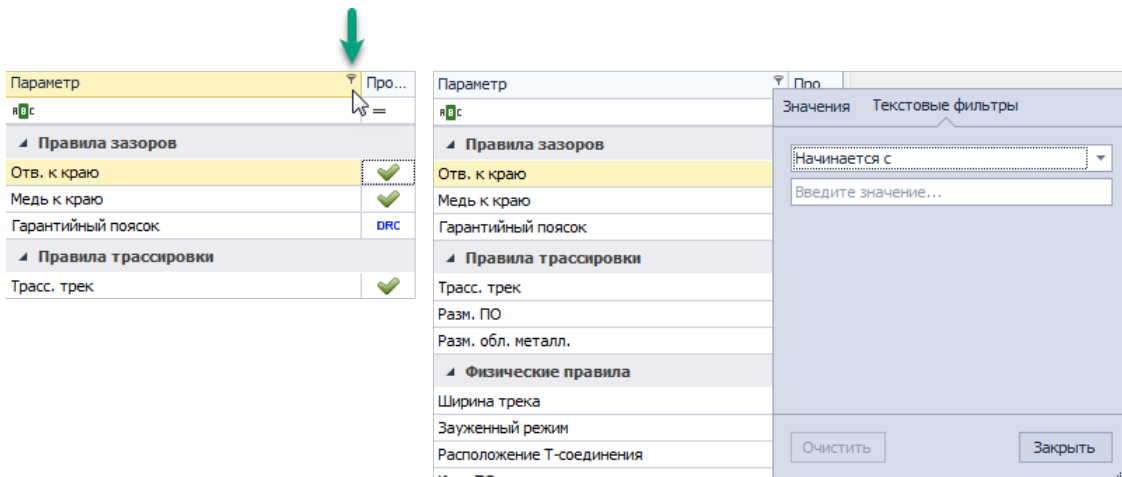 Параметр Про...
ABC =
Правила зазоров
Отв. к краю
Медь к краю
Гарантийный поясок DRC
Правила трассировки
Трасс. трек
Параметр Про
ABC
Правила зазоров
Отв. к краю
Медь к краю
Гарантийный поясок
Правила трассировки
Трасс. трек
Разм. ПО
Разм. обл. металл.
Физические правила
Ширина трека
Зауженный режим
Расположение Т-соединения
Значения Текстовые фильтры
Начинается с
Введите значение...
Очистить Закрыть